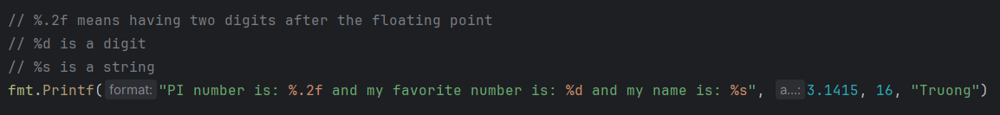 // %.2f means having two digits after the floating point
// %d is a digit
// %s is a string
fmt.Printf( format: "PI number is: %.2f and my favorite number is: %d and my name is: %s", a...: 3.1415, 16, "Truong")